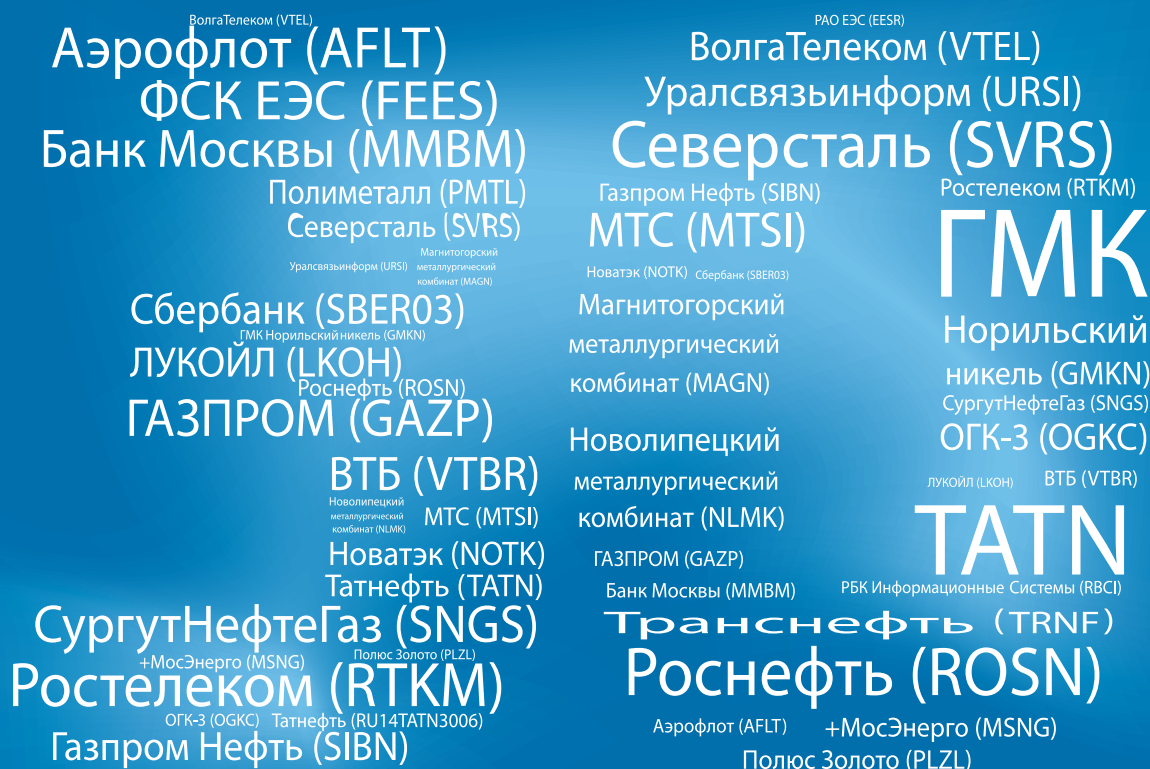 ВолгаТелеком (VTEL)
Аэрофлот (AFLT)
ФСК ЕЭС (FEES)
Банк Москвы (MMBM)
Полиметалл (PMTL)
Северсталь (SVRS)
Уралсвязьинформ (URSI)
Магнитогорский
металлургический
комбинат (MAGN)
Сбербанк (SBER03)
ГМК Норильский никель (GMKN)
ЛУКОЙЛ (LKOH)
Роснефть (ROSN)
ГАЗПРОМ (GAZP)
ВТБ (VTBR)
Новолипецкий
металлургический
комбинат (NLMK)
МТС (MTSI)
Новатэк (NOTK)
Татнефть (TATN)
СургутНефтеГаз (SNGS)
+МосЭнерго (MSNG)
Полюс Золото (PLZL)
Ростелеком (RTKM)
ОГК-3 (OGKC)
Татнефть (RU14TATN3006)
Газпром Нефть (SIBN)
РАО ЕЭС (EESR)
ВолгаТелеком (VTEL)
Уралсвязьинформ (URSI)
Северсталь (SVRS)
Газпром Нефть (SIBN)
МТС (MTSI)
Новатэк (NOTK)
Сбербанк (SBER03)
Магнитогорский
металлургический
комбинат (MAGN)
Новолипецкий
металлургический
комбинат (NLMK)
ГАЗПРОМ (GAZP)
Банк Москвы (MMBM)
Ростелеком (RTKM)
ГМК
Норильский
никель (GMKN)
СургутНефтеГаз (SNGS)
ОГК-3 (OGKC)
ЛУКОЙЛ (LKOH)
ВТБ (VTBR)
TATN
РБК Информационные Системы (RBCI)
Транснефть (TRNF)
Роснефть (ROSN)
Аэрофлот (AFLT)
+МосЭнерго (MSNG)
Полюс Золото (PLZL)